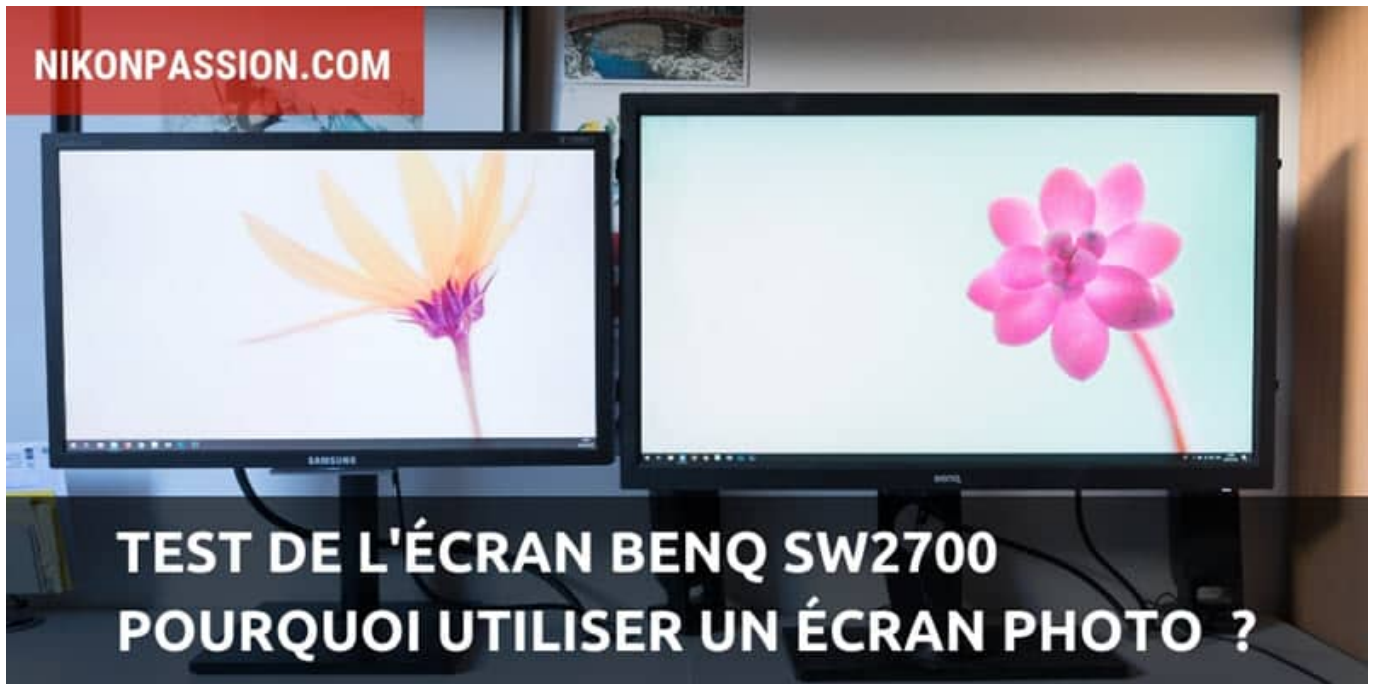 NIKONPASSION.COM
SAMSUNG
BENQ
TEST DE L'ÉCRAN BENQ SW2700
POURQUOI UTILISER UN ÉCRAN PHOTO ?